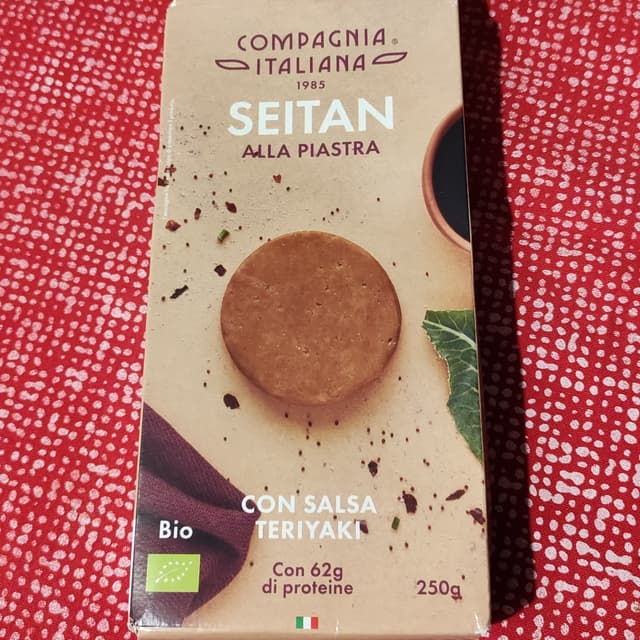 COMPAGNIA ®
ITALIANA
1985
SEITAN
ALLA PIASTRA
CON SALSA
TERIYAKI
Bio
Con 62g
di proteine
250g